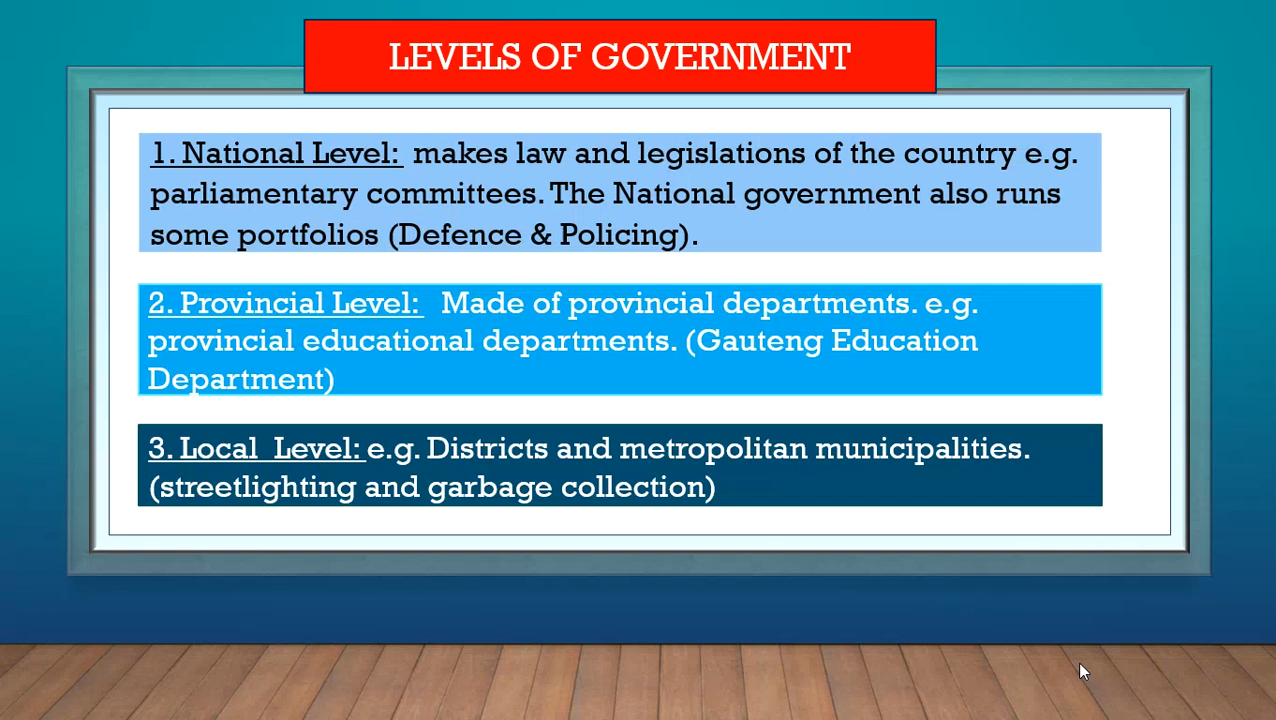 LEVELS OF GOVERNMENT
1. National Level: makes law and legislations of the country e.g.
parliamentary committees. The National government also runs
some portfolios (Defence & Policing).
2. Provincial Level: Made of provincial departments. e.g.
provincial educational departments. (Gauteng Education
Department)
3. Local Level: e.g. Districts and metropolitan municipalities.
(streetlighting and garbage collection)